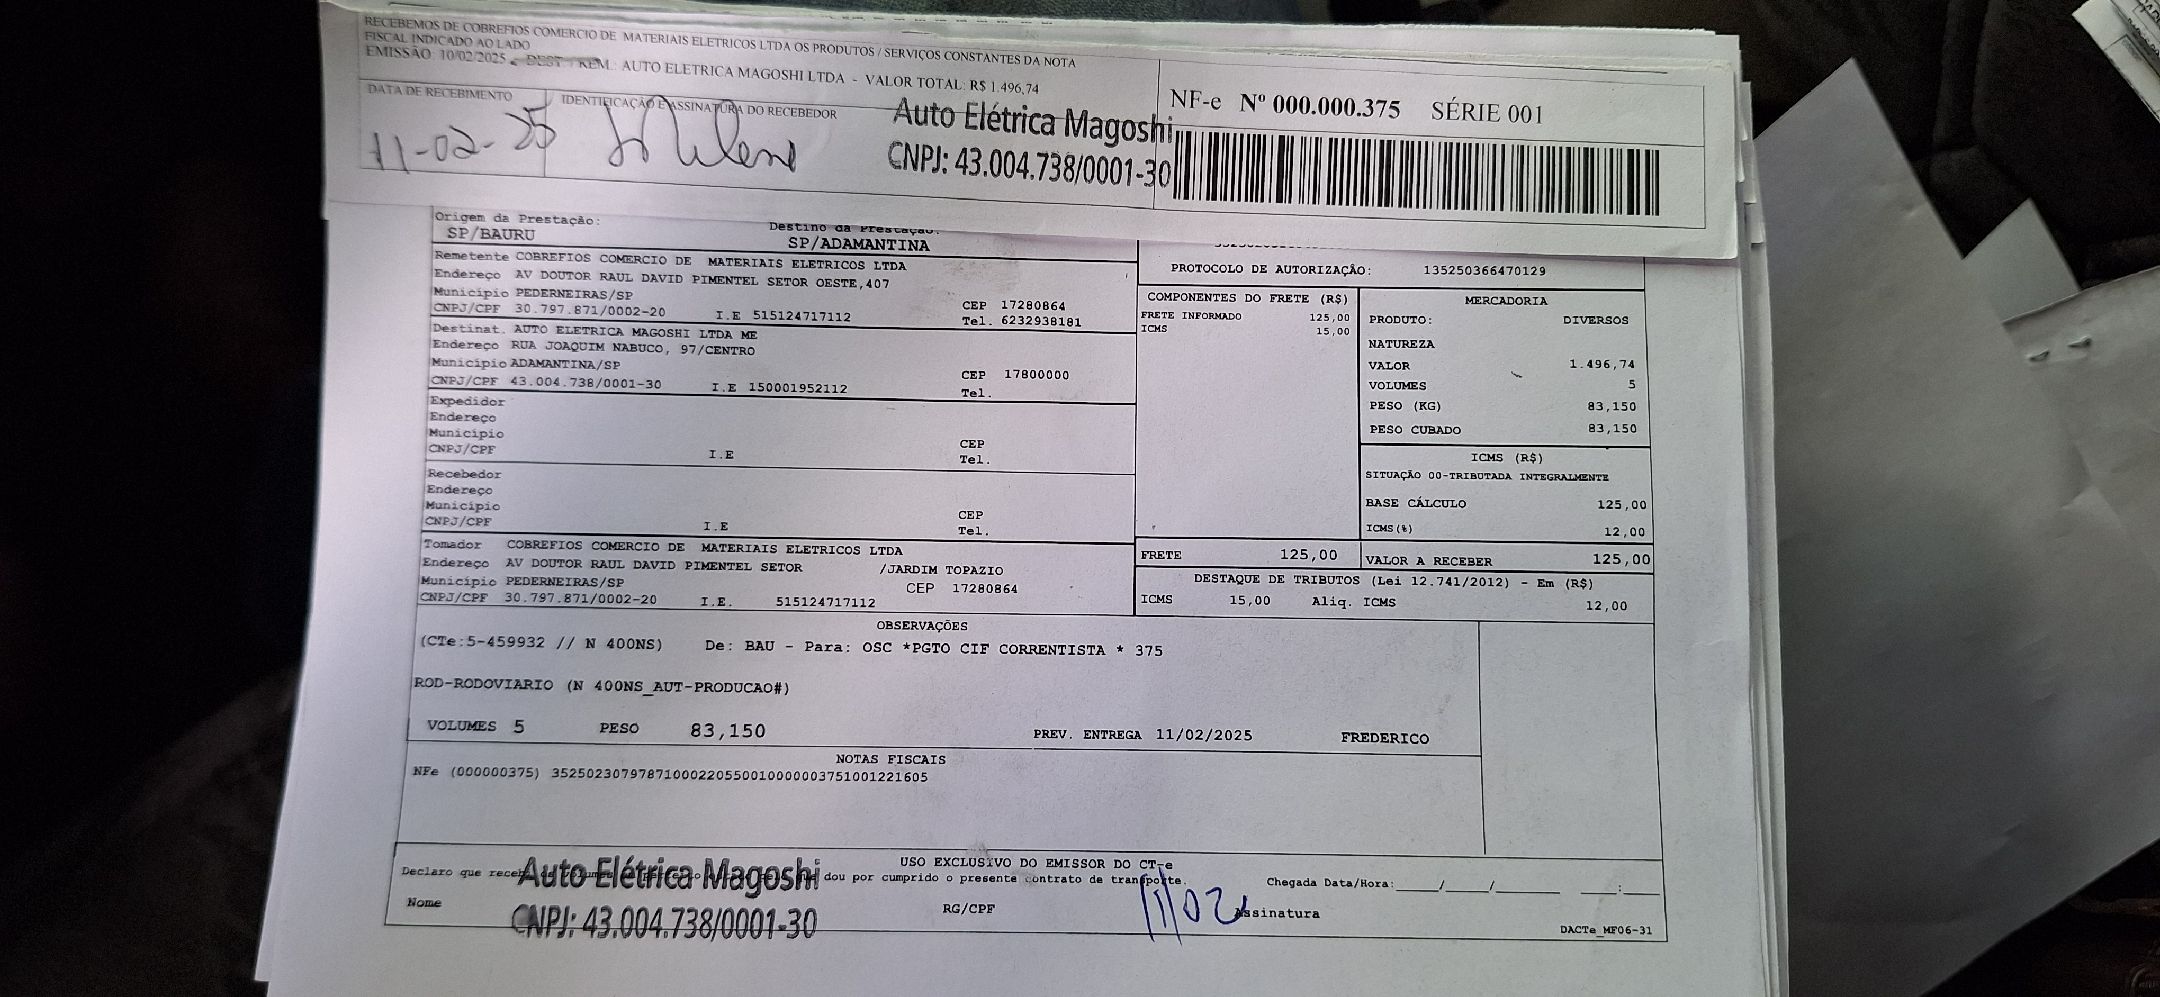 RECEBEMOS DE COBREFIOS COMERCIO DE MATERIAIS ELETRICOS LTDA OS PRODUTOS / SERVIÇOS CONSTANTES DA NOTA
FISCAL INDICADO AO LADO
EMISSÃO: 10/02/2025 - DEST. / REM.: AUTO ELETRICA MAGOSHI LTDA - VALOR TOTAL: R$ 1.496,74
DATA DE RECEBIMENTO
IDENTIFICAÇÃO E ASSINATURA DO RECEBEDOR
11-02-25
Auto Elétrica Magoshi
CNPJ: 43.004.738/0001-30
NF-e Nº 000.000.375 SÉRIE 001
Origem da Prestação:
SP/BAURU
Destino da Prestação:
SP/ADAMANTINA
Remetente COBREFIOS COMERCIO DE MATERIAIS ELETRICOS LTDA
Endereço AV DOUTOR RAUL DAVID PIMENTEL SETOR OESTE,407
Município PEDERNEIRAS/SP CEP 17280864
CNPJ/CPF 30.797.871/0002-20 I.E 515124717112 Tel. 6232938181
Destinat. AUTO ELETRICA MAGOSHI LTDA ME
Endereço RUA JOAQUIM NABUCO, 97/CENTRO
Município ADAMANTINA/SP CEP 17800000
CNPJ/CPF 43.004.738/0001-30 I.E 150001952112 Tel.
Expedidor
Endereço
Município CEP
CNPJ/CPF I.E Tel.
Recebedor
Endereço
Município CEP
CNPJ/CPF I.E Tel.
Tomador COBREFIOS COMERCIO DE MATERIAIS ELETRICOS LTDA
Endereço AV DOUTOR RAUL DAVID PIMENTEL SETOR /JARDIM TOPAZIO
Município PEDERNEIRAS/SP CEP 17280864
CNPJ/CPF 30.797.871/0002-20 I.E. 515124717112
PROTOCOLO DE AUTORIZAÇÃO: 135250366470129
COMPONENTES DO FRETE (R$)
FRETE INFORMADO 125,00
ICMS 15,00
MERCADORIA
PRODUTO: DIVERSOS
NATUREZA
VALOR 1.496,74
VOLUMES 5
PESO (KG) 83,150
PESO CUBADO 83,150
ICMS (R$)
SITUAÇÃO 00-TRIBUTADA INTEGRALMENTE
BASE CÁLCULO 125,00
ICMS(%) 12,00
FRETE 125,00
VALOR A RECEBER 125,00
DESTAQUE DE TRIBUTOS (Lei 12.741/2012) - Em (R$)
ICMS 15,00 Aliq. ICMS 12,00
OBSERVAÇÕES
(CTe:5-459932 // N 400NS) De: BAU - Para: OSC *PGTO CIF CORRENTISTA * 375
ROD-RODOVIARIO (N 400NS_AUT-PRODUCAO#)
VOLUMES 5 PESO 83,150 PREV. ENTREGA 11/02/2025 FREDERICO
NOTAS FISCAIS
NFe (000000375) 35250230797871000220550010000003751001221605
USO EXCLUSIVO DO EMISSOR DO CT-e
Declaro que recebi dou por cumprido o presente contrato de transporte. Chegada Data/Hora:____/____/______ ____:____
Auto Elétrica Magoshi
CNPJ: 43.004.738/0001-30
Nome RG/CPF Assinatura
11/02
DACTe_MF06-31